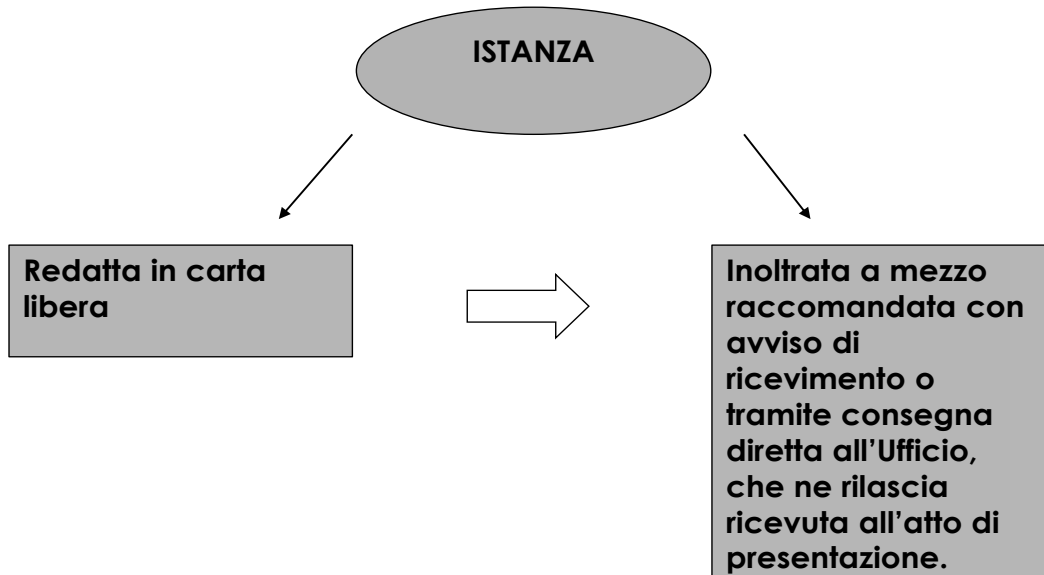 ISTANZA
Redatta in carta
libera
Inoltrata a mezzo
raccomandata con
avviso di
ricevimento o
tramite consegna
diretta all’Ufficio,
che ne rilascia
ricevuta all’atto di
presentazione.